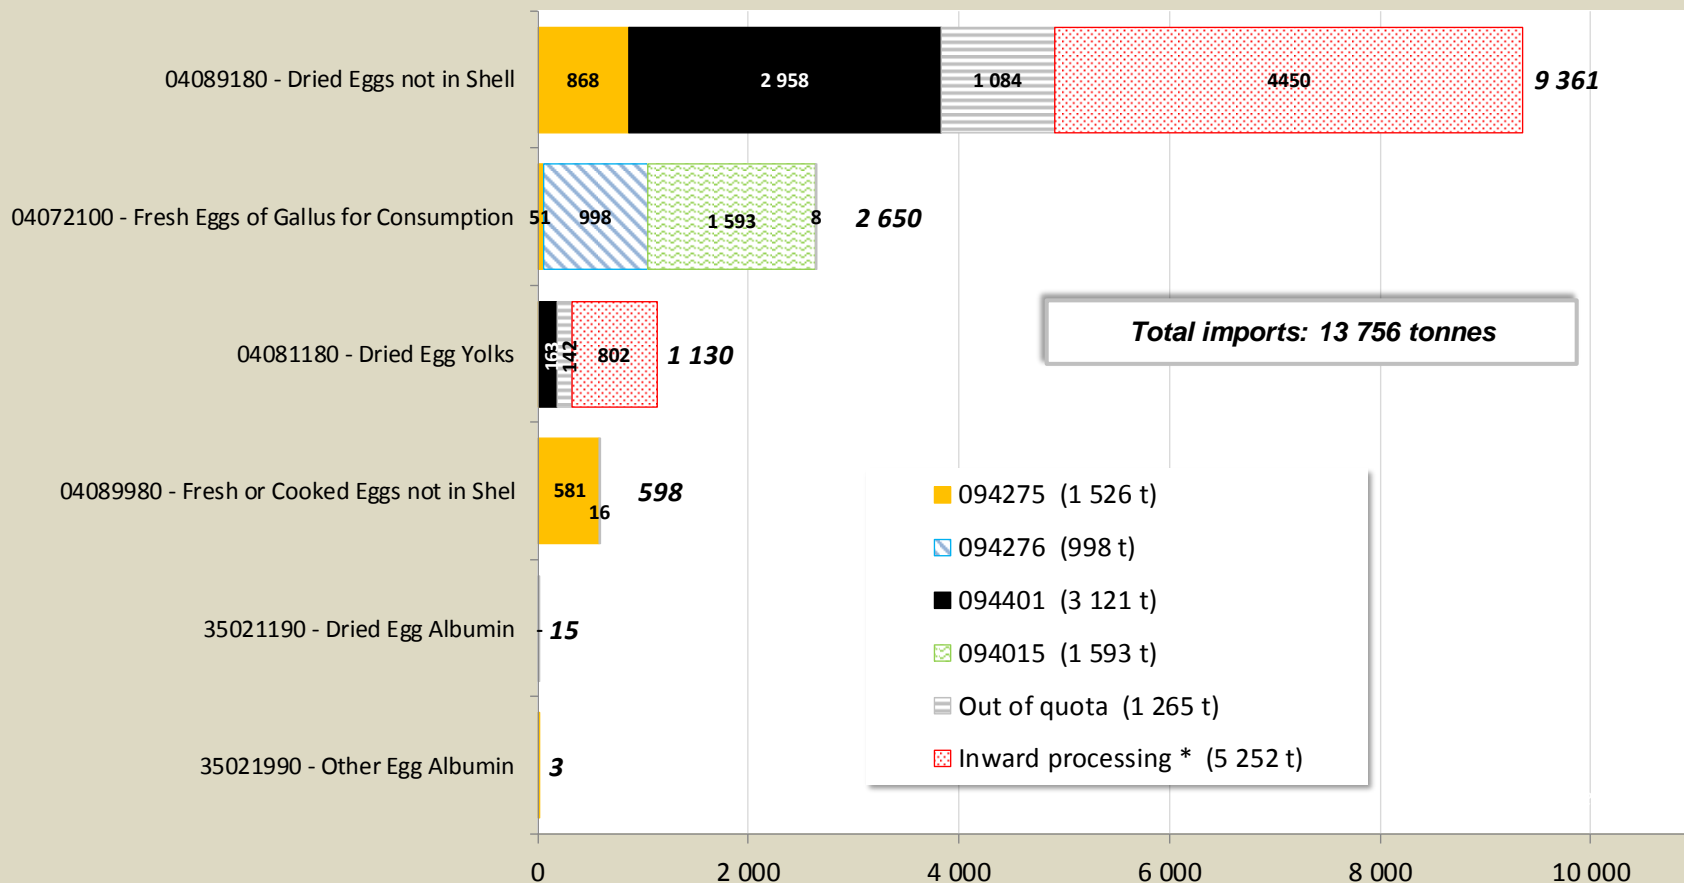 04089180 - Dried Eggs not in Shell
868
2 958
1 084
4450
9 361
04072100 - Fresh Eggs of Gallus for Consumption
51
998
1 593
8
2 650
04081180 - Dried Egg Yolks
163
142
802
1 130
Total imports: 13 756 tonnes
04089980 - Fresh or Cooked Eggs not in Shel
581
16
598
35021190 - Dried Egg Albumin
-
15
35021990 - Other Egg Albumin
3
094275 (1 526 t)
094276 (998 t)
094401 (3 121 t)
094015 (1 593 t)
Out of quota (1 265 t)
Inward processing * (5 252 t)
0
2 000
4 000
6 000
8 000
10 000